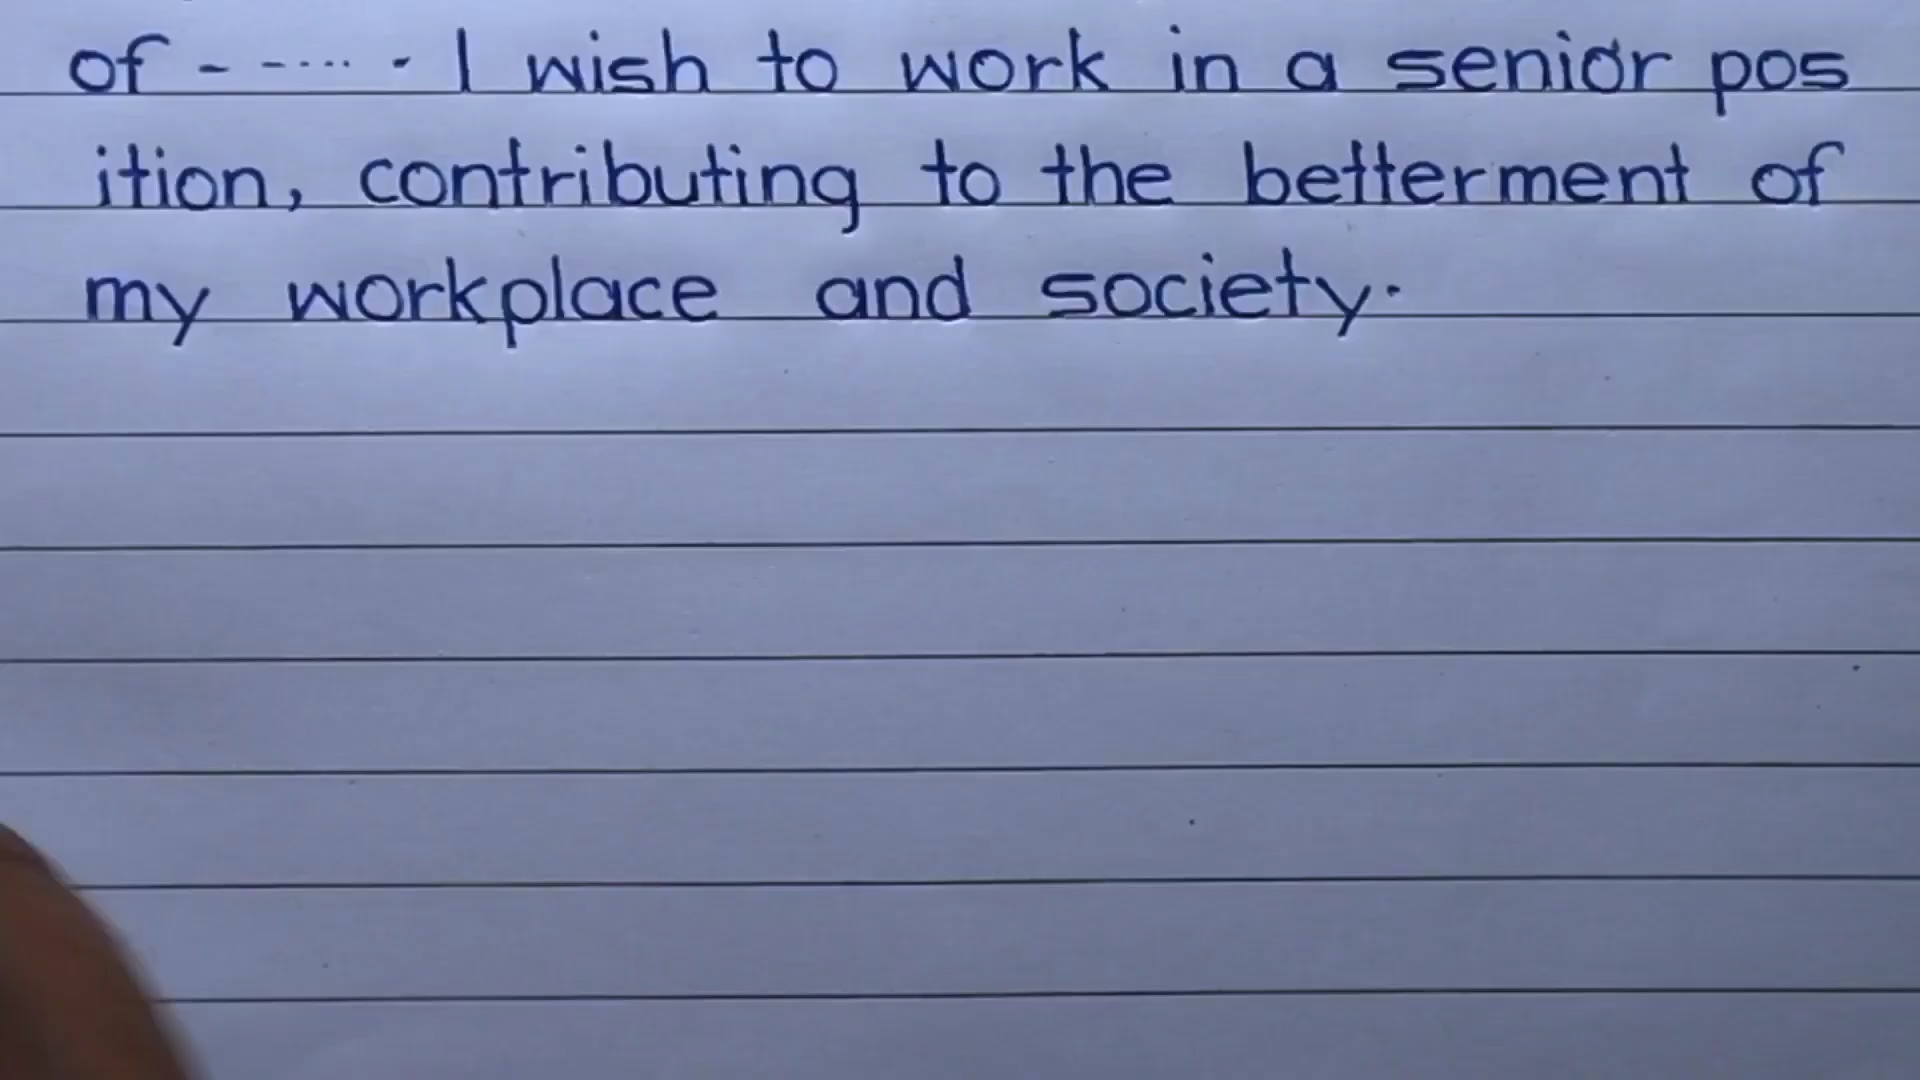 of - - ···· - I wish to work in a senior pos
ition, contributing to the betterment of
my workplace and society.